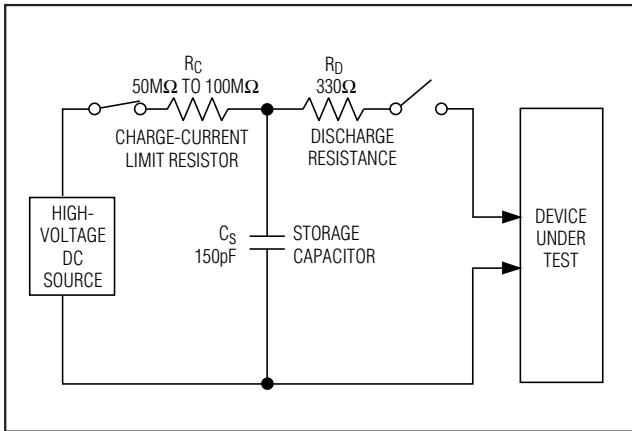 R_C
50MΩ TO 100MΩ
CHARGE-CURRENT
LIMIT RESISTOR
R_D
330Ω
DISCHARGE
RESISTANCE
HIGH-
VOLTAGE
DC
SOURCE
C_S
150pF
STORAGE
CAPACITOR
DEVICE
UNDER
TEST